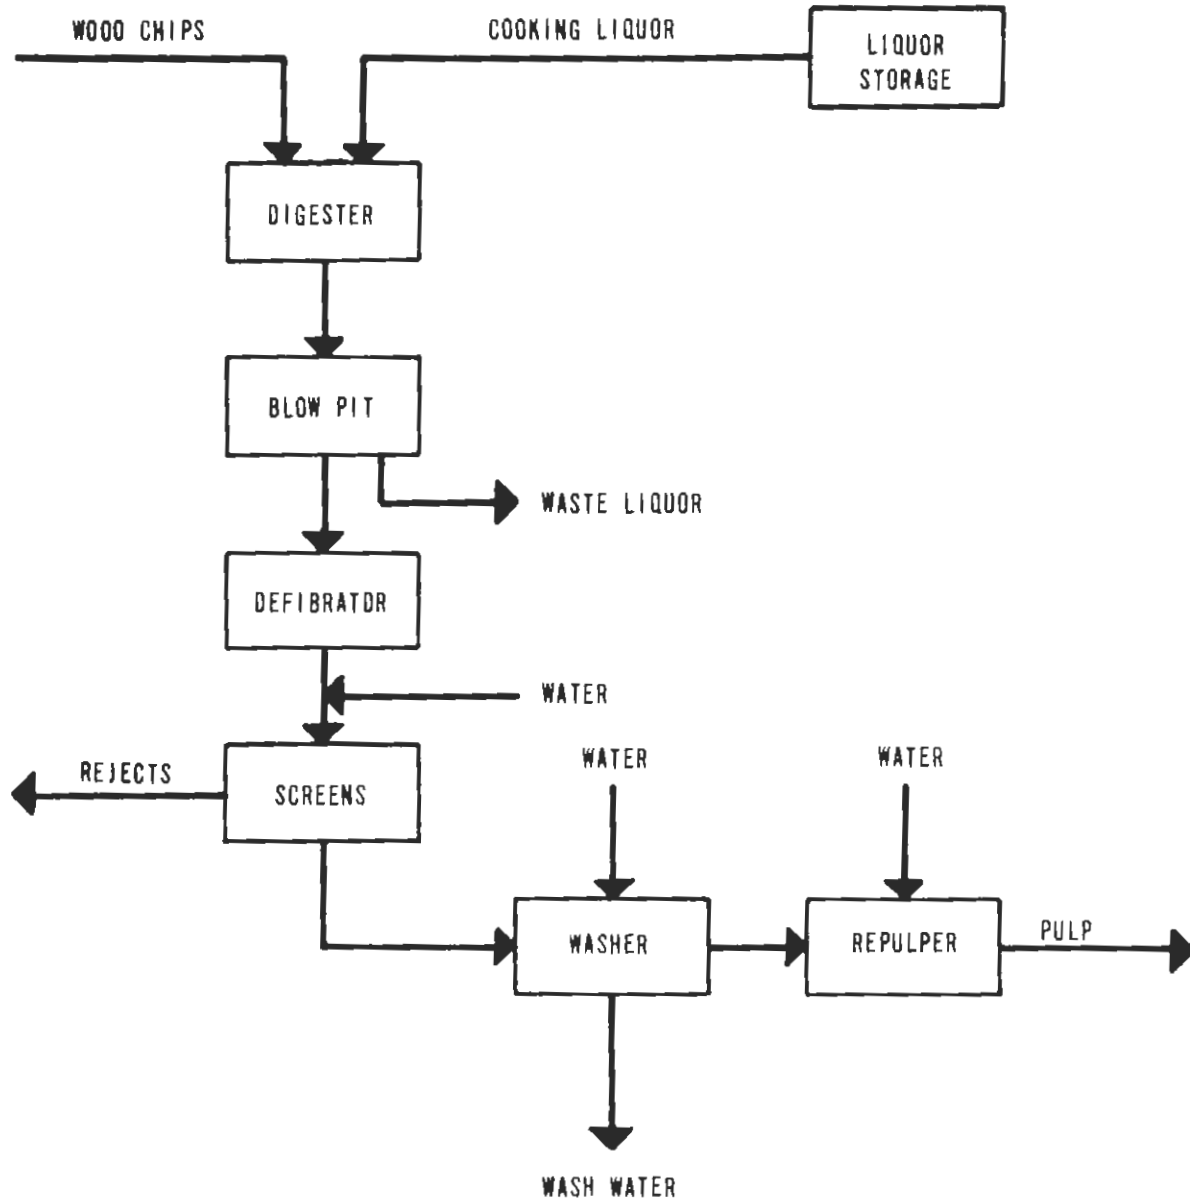 WOOD CHIPS
COOKING LIQUOR
LIQUOR
STORAGE
DIGESTER
BLOW PIT
WASTE LIQUOR
DEFIBRATOR
WATER
REJECTS
SCREENS
WATER
WATER
WASHER
REPULPER
PULP
WASH WATER